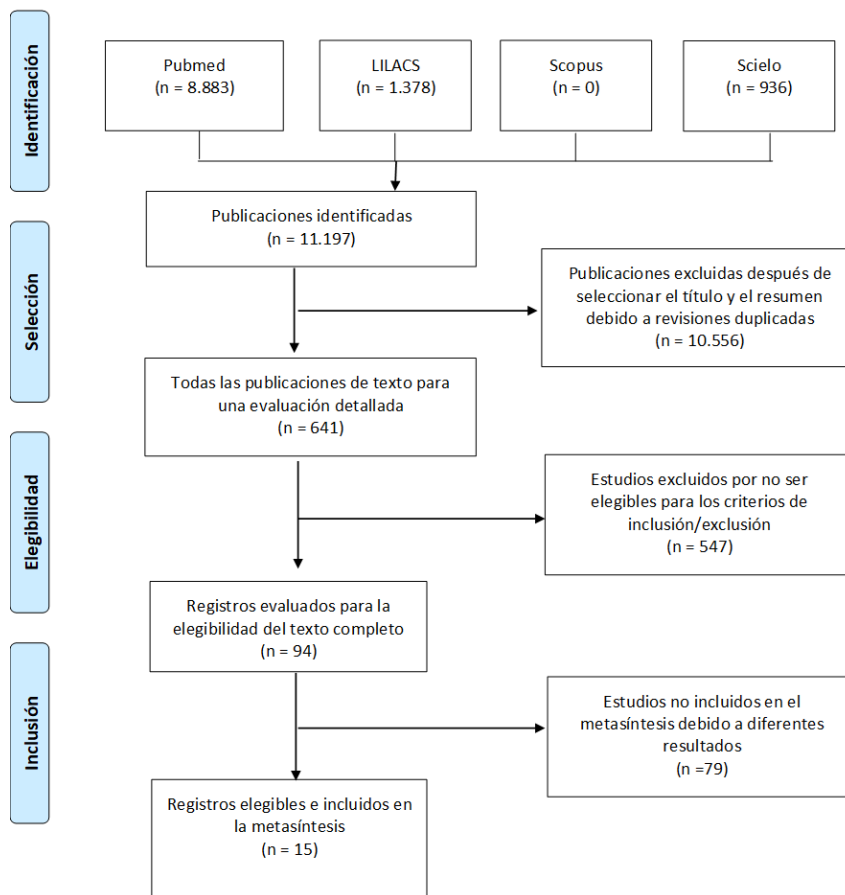 Identificación
Pubmed
(n = 8.883)
LILACS
(n = 1.378)
Scopus
(n = 0)
Scielo
(n = 936)
Publicaciones identificadas
(n = 11.197)
Selección
Publicaciones excluidas después de
seleccionar el título y el resumen
debido a revisiones duplicadas
(n = 10.556)
Todas las publicaciones de texto para
una evaluación detallada
(n = 641)
Elegibilidad
Estudios excluidos por no ser
elegibles para los criterios de
inclusión/exclusión
(n = 547)
Registros evaluados para la
elegibilidad del texto completo
(n = 94)
Inclusión
Estudios no incluidos en el
metasíntesis debido a diferentes
resultados
(n =79)
Registros elegibles e incluidos en
la metasíntesis
(n = 15)